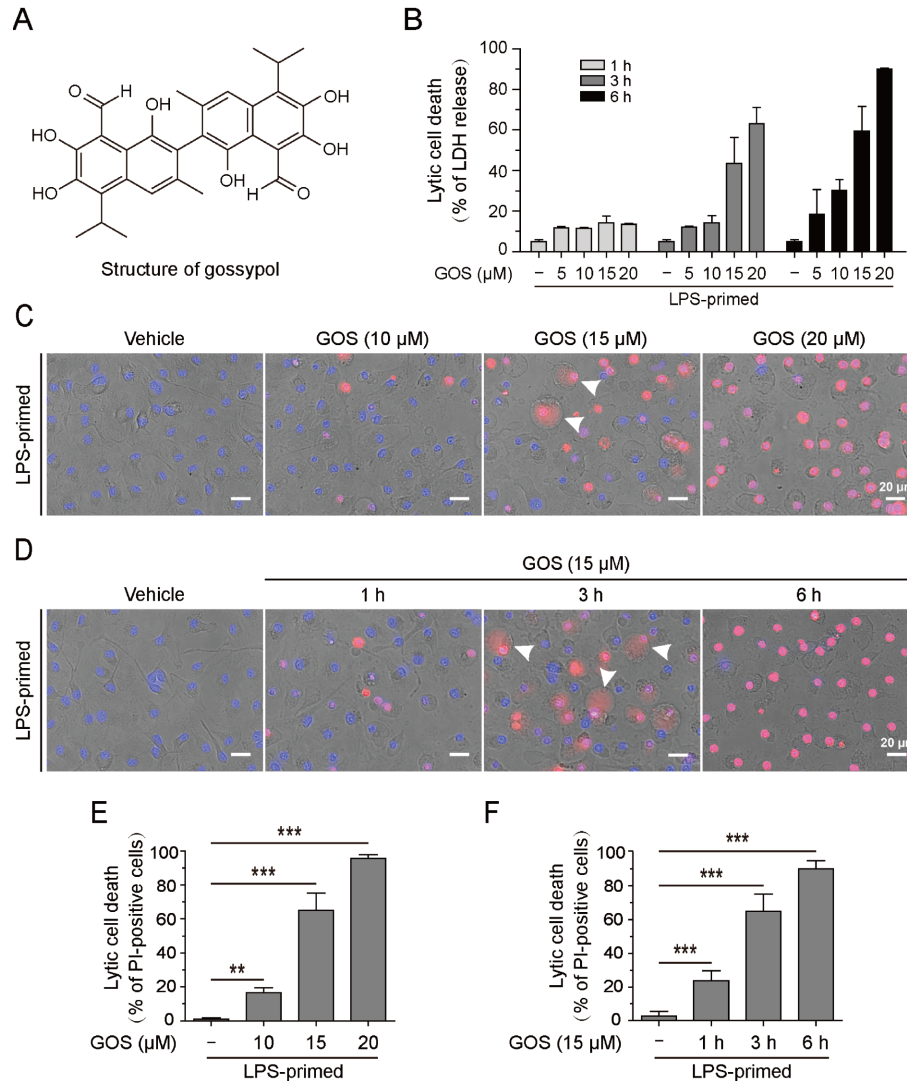 A
O
H
OH
HO
HO
OH
OH
OH
H
O
Structure of gossypol
B
Lytic cell death
(% of LDH release)
100
80
60
40
20
0
1 h
3 h
6 h
GOS (µM) – 5 10 15 20 – 5 10 15 20 – 5 10 15 20
LPS-primed
C
Vehicle GOS (10 µM) GOS (15 µM) GOS (20 µM)
LPS-primed
20 µm
D
GOS (15 µM)
Vehicle 1 h 3 h 6 h
LPS-primed
20 µm
E
Lytic cell death
(% of PI-positive cells)
100
80
60
40
20
0
**
***
***
GOS (µM) – 10 15 20
LPS-primed
F
Lytic cell death
(% of PI-positive cells)
100
80
60
40
20
0
***
***
***
GOS (15 µM) – 1 h 3 h 6 h
LPS-primed